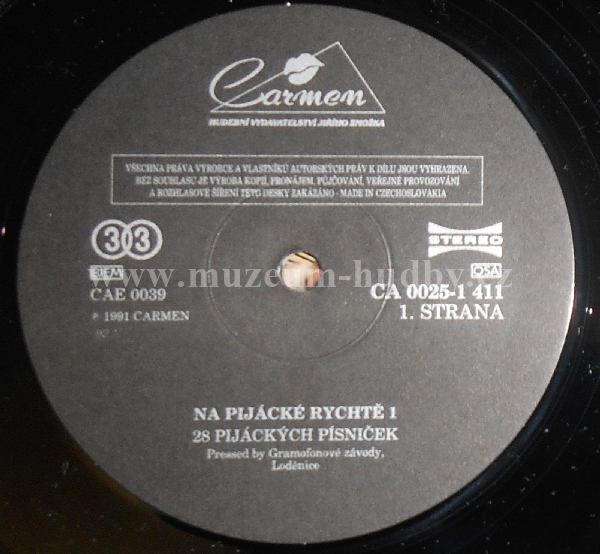 Carmen
HUDEBNÍ VYDAVATELSTVÍ JIŘÍHO ZMOŽKA
VŠECHNA PRÁVA VÝROBCE A VLASTNÍKŮ AUTORSKÝCH PRÁV K DÍLU JSOU VYHRAZENA.
BEZ SOUHLASU JE VÝROBA KOPIÍ, PRONÁJEM, PŮJČOVÁNÍ, VEŘEJNÉ PROVOZOVÁNÍ
A ROZHLASOVÉ ŠÍŘENÍ TÉTO DESKY ZAKÁZÁNO - MADE IN CZECHOSLOVAKIA
33
STEREO
BIEM
OSA
www.muzeum-hudby.cz
CAE 0039
CA 0025-1 411
℗ 1991 CARMEN
1. STRANA
NA PIJÁCKÉ RYCHTĚ 1
28 PIJÁCKÝCH PÍSNIČEK
Pressed by Gramofonové závody,
Loděnice